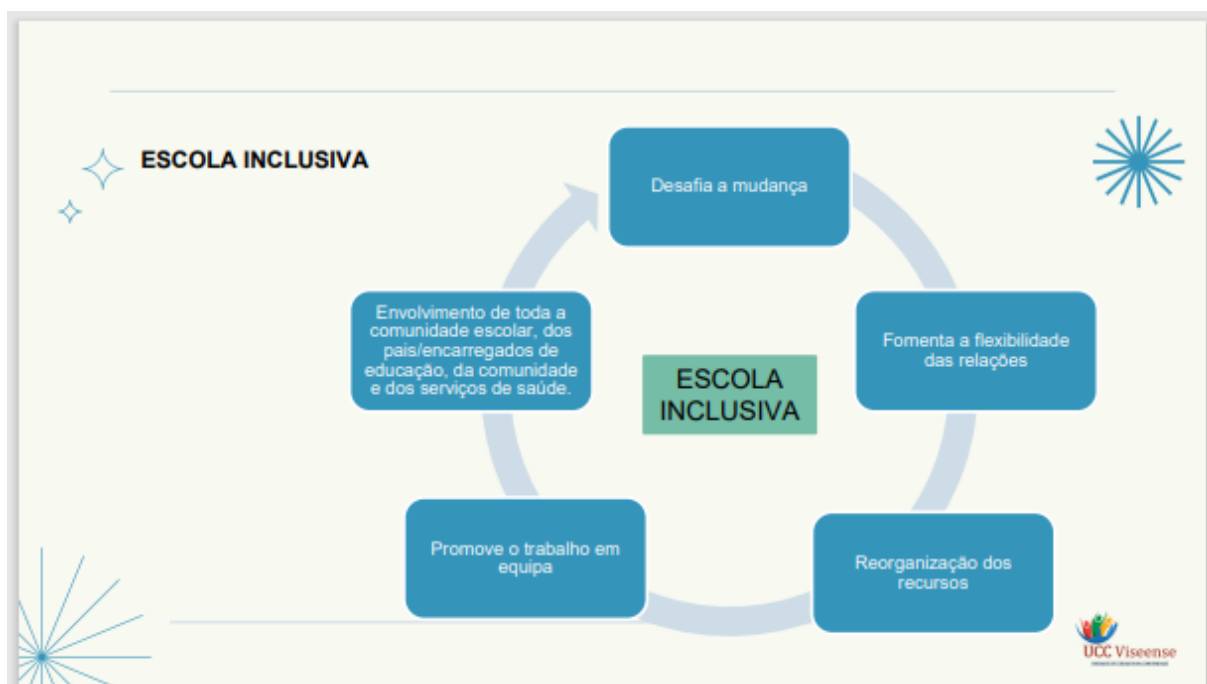 ESCOLA INCLUSIVA
Desafia a mudança
Fomenta a flexibilidade
das relações
Reorganização dos
recursos
Promove o trabalho em
equipa
Envolvimento de toda a
comunidade escolar, dos
pais/encarregados de
educação, da comunidade
e dos serviços de saúde.
ESCOLA
INCLUSIVA
UCC Viseense